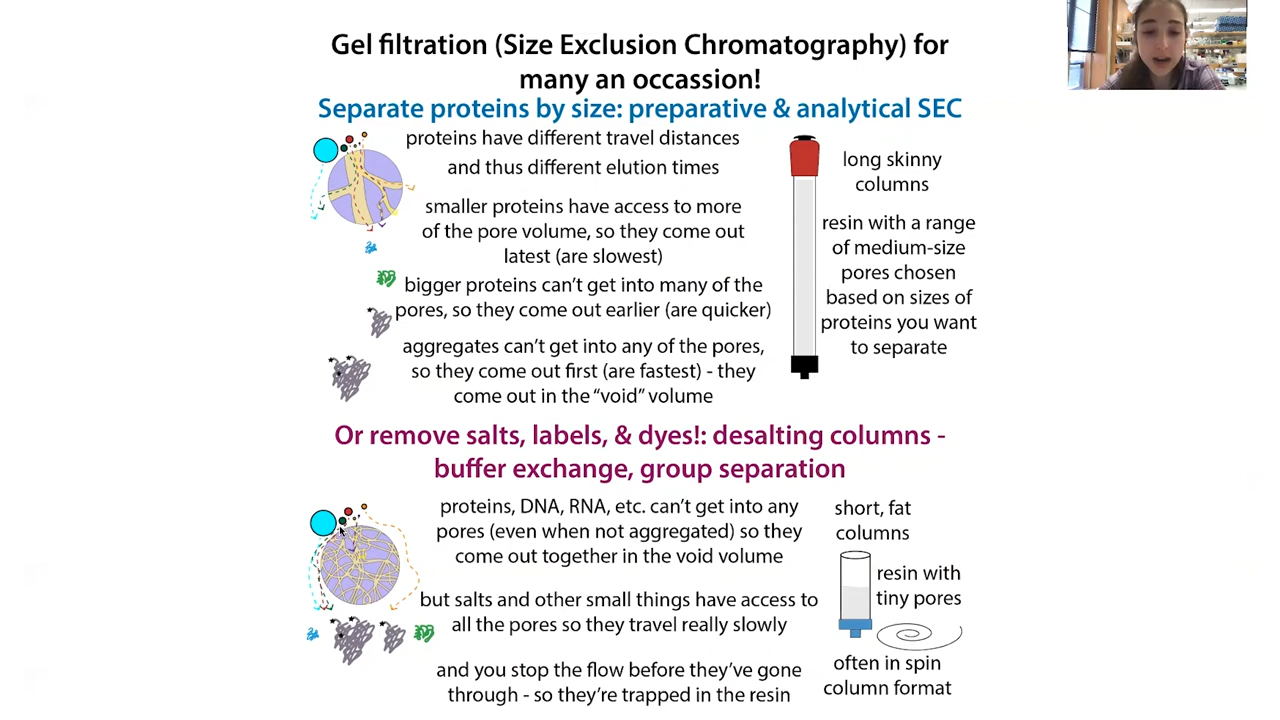 Gel filtration (Size Exclusion Chromatography) for
many an occassion!
Separate proteins by size: preparative & analytical SEC
proteins have different travel distances
and thus different elution times
smaller proteins have access to more
of the pore volume, so they come out
latest (are slowest)
bigger proteins can't get into many of the
pores, so they come out earlier (are quicker)
aggregates can't get into any of the pores,
so they come out first (are fastest) - they
come out in the "void" volume
long skinny
columns
resin with a range
of medium-size
pores chosen
based on sizes of
proteins you want
to separate
Or remove salts, labels, & dyes!: desalting columns -
buffer exchange, group separation
proteins, DNA, RNA, etc. can't get into any
pores (even when not aggregated) so they
come out together in the void volume
but salts and other small things have access to
all the pores so they travel really slowly
and you stop the flow before they've gone
through - so they're trapped in the resin
short, fat
columns
resin with
tiny pores
often in spin
column format